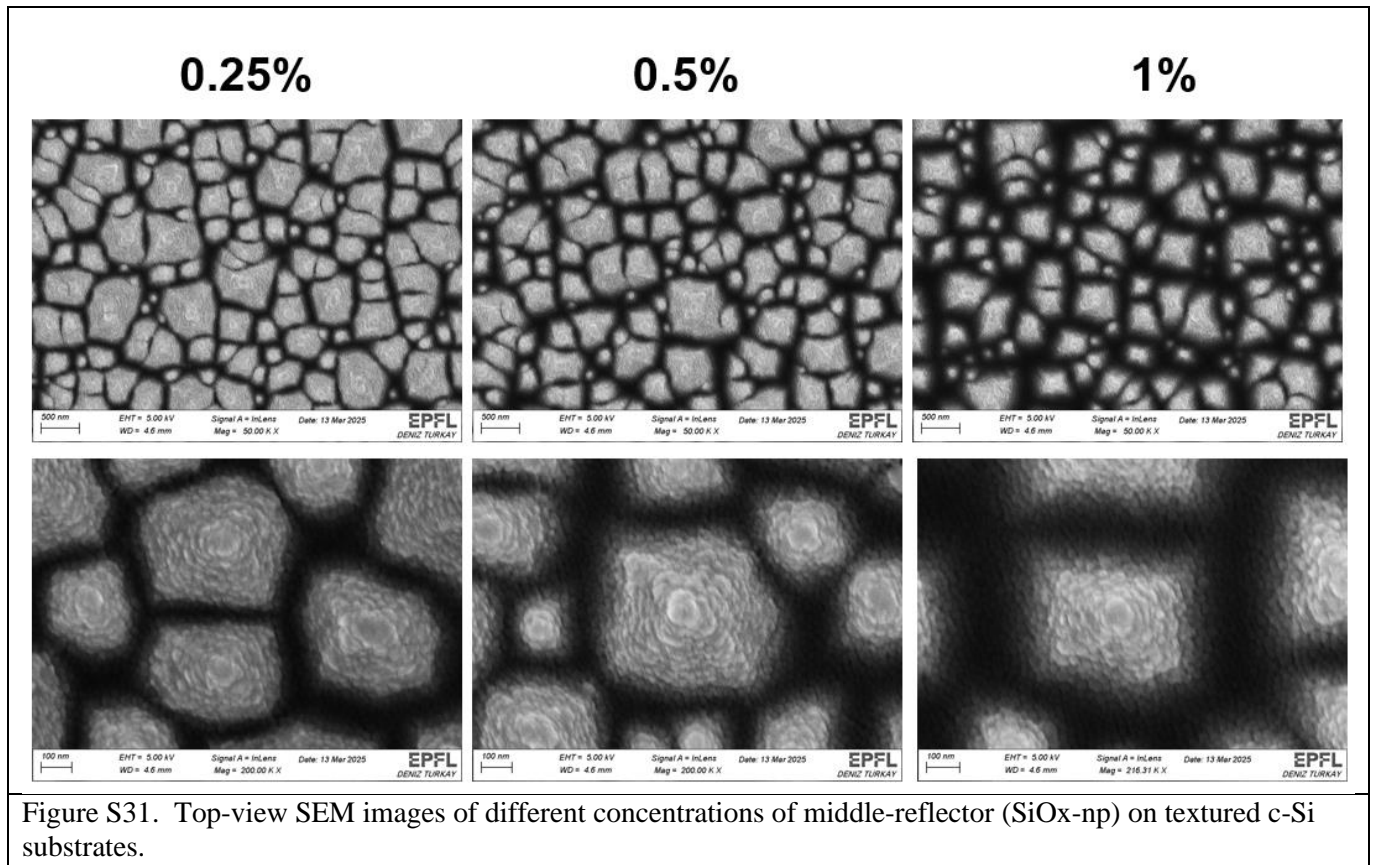 0.25% 0.5% 1%
500 nm EHT = 5.00 kV Signal A = InLens Date: 13 Mar 2025 EPFL
WD = 4.6 mm Mag = 50.00 K X DENIZ TURKAY
500 nm EHT = 5.00 kV Signal A = InLens Date: 13 Mar 2025 EPFL
WD = 4.6 mm Mag = 50.00 K X DENIZ TURKAY
500 nm EHT = 5.00 kV Signal A = InLens Date: 13 Mar 2025 EPFL
WD = 4.6 mm Mag = 50.00 K X DENIZ TURKAY
100 nm EHT = 5.00 kV Signal A = InLens Date: 13 Mar 2025 EPFL
WD = 4.6 mm Mag = 200.00 K X DENIZ TURKAY
100 nm EHT = 5.00 kV Signal A = InLens Date: 13 Mar 2025 EPFL
WD = 4.6 mm Mag = 200.00 K X DENIZ TURKAY
100 nm EHT = 5.00 kV Signal A = InLens Date: 13 Mar 2025 EPFL
WD = 4.6 mm Mag = 216.31 K X DENIZ TURKAY
Figure S31. Top-view SEM images of different concentrations of middle-reflector (SiOx-np) on textured c-Si
substrates.